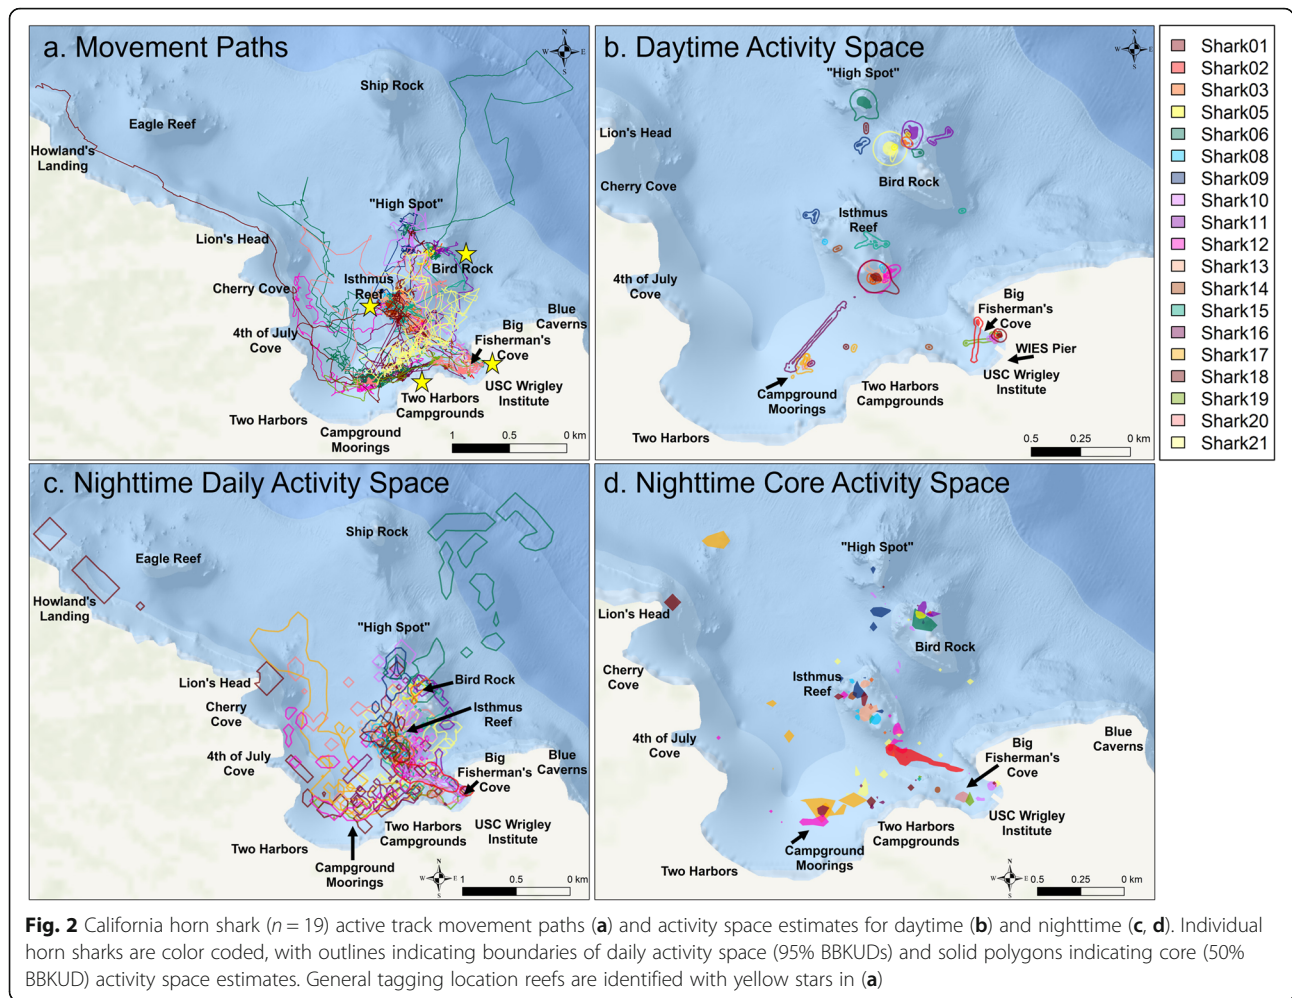 a. Movement Paths
N
W
E
S
Ship Rock
Eagle Reef
Howland's
Landing
"High Spot"
Lion's Head
Bird Rock
Isthmus
Reef
Cherry Cove
Blue
Caverns
Big
Fisherman's
Cove
4th of July
Cove
USC Wrigley
Institute
Two Harbors
Campgrounds
Two Harbors
Campground
Moorings
1
0.5
0 km
b. Daytime Activity Space
N
W
E
S
"High Spot"
Lion's Head
Bird Rock
Cherry Cove
Isthmus
Reef
4th of July
Cove
Big
Fisherman's
Cove
WIES Pier
USC Wrigley
Institute
Campground
Moorings
Two Harbors
Campgrounds
Two Harbors
0.5
0.25
0 km
Shark01
Shark02
Shark03
Shark05
Shark06
Shark08
Shark09
Shark10
Shark11
Shark12
Shark13
Shark14
Shark15
Shark16
Shark17
Shark18
Shark19
Shark20
Shark21
c. Nighttime Daily Activity Space
Ship Rock
Eagle Reef
Howland's
Landing
"High Spot"
Lion's Head
Bird Rock
Cherry
Cove
Isthmus
Reef
4th of July
Cove
Big
Fisherman's
Cove
Blue
Caverns
Two Harbors
Campgrounds
USC Wrigley
Institute
Two Harbors
Campground
Moorings
N
W
E
S
1
0.5
0 km
d. Nighttime Core Activity Space
"High Spot"
Lion's Head
Bird Rock
Cherry
Cove
Isthmus
Reef
4th of July
Cove
Blue
Caverns
Big
Fisherman's
Cove
USC Wrigley
Institute
Two Harbors
Campgrounds
Campground
Moorings
Two Harbors
N
W
E
S
0.5
0.25
0 km
Fig. 2 California horn shark (n = 19) active track movement paths (a) and activity space estimates for daytime (b) and nighttime (c, d). Individual
horn sharks are color coded, with outlines indicating boundaries of daily activity space (95% BBKUDs) and solid polygons indicating core (50%
BBKUD) activity space estimates. General tagging location reefs are identified with yellow stars in (a)